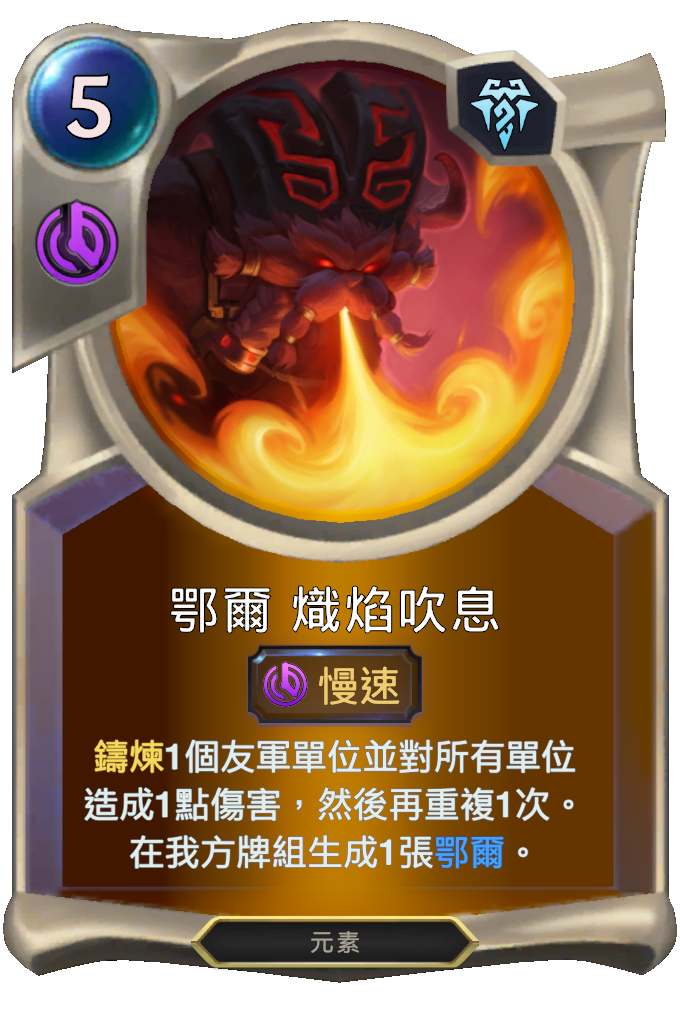 5
鄂爾 熾焰吹息
慢速
鑄煉1個友軍單位並對所有單位
造成1點傷害，然後再重複1次。
在我方牌組生成1張鄂爾。
元素